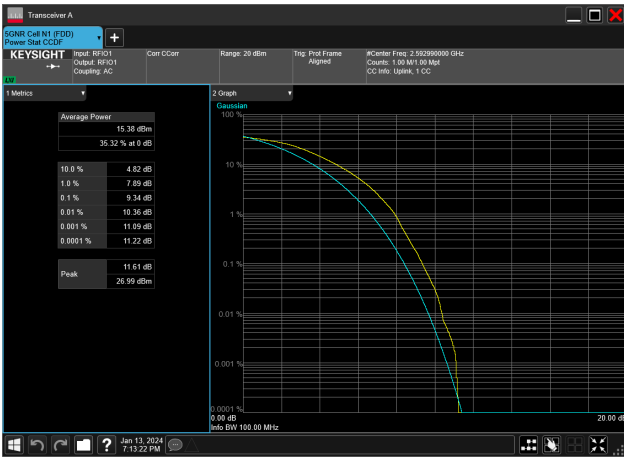 Transceiver A
5GNR Cell N1 (FDD)
Power Stat CCDF
KEYSIGHT
Input: RFIO1
Output: RFIO1
Coupling: AC
Corr CCorr
Range: 20 dBm
Trig: Prot Frame
Aligned
#Center Freq: 2.592990000 GHz
Counts: 1.00 M/1.00 Mpt
CC Info: Uplink, 1 CC
1 Metrics
Average Power
15.38 dBm
35.32 % at 0 dB
10.0 % 4.82 dB
1.0 % 7.89 dB
0.1 % 9.34 dB
0.01 % 10.36 dB
0.001 % 11.09 dB
0.0001 % 11.22 dB
Peak
11.61 dB
26.99 dBm
2 Graph
Gaussian
100 %
10 %
1 %
0.1 %
0.01 %
0.001 %
0.0001 %
0.00 dB
20.00 dB
Info BW 100.00 MHz
Jan 13, 2024
7:13:22 PM